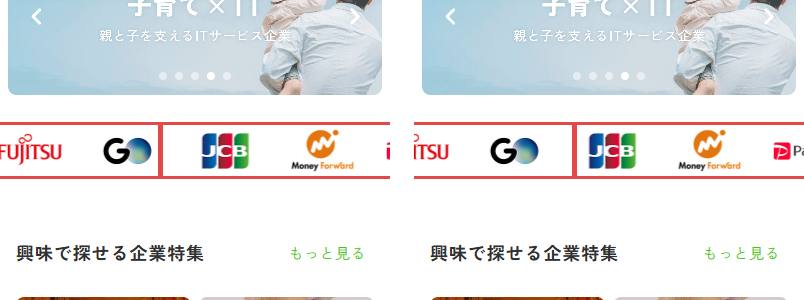 子育て×IT
親と子を支えるITサービス企業
FUJITSU
GO
JCB
Money Forward
興味で探せる企業特集
もっと見る
子育て×IT
親と子を支えるITサービス企業
ITSU
GO
JCB
Money Forward
Pa
興味で探せる企業特集
もっと見る